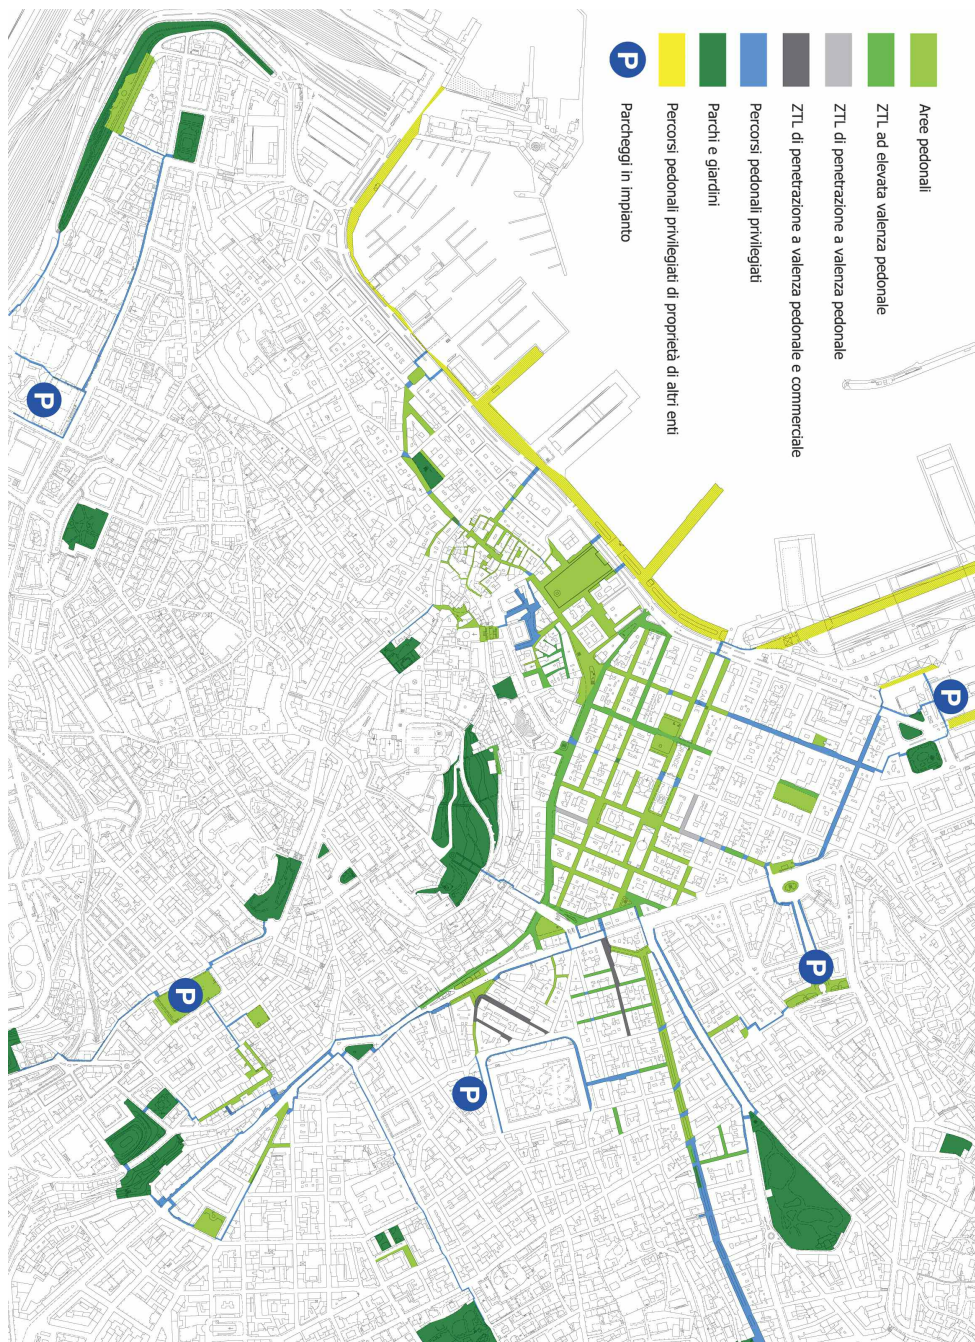 Aree pedonali
ZTL ad elevata valenza pedonale
ZTL di penetrazione a valenza pedonale
ZTL di penetrazione a valenza pedonale e commerciale
Percorsi pedonali privilegiati
Parchi e giardini
Percorsi pedonali privilegiati di proprietà di altri enti
P Parcheggi in impianto
P
P
P
P
P